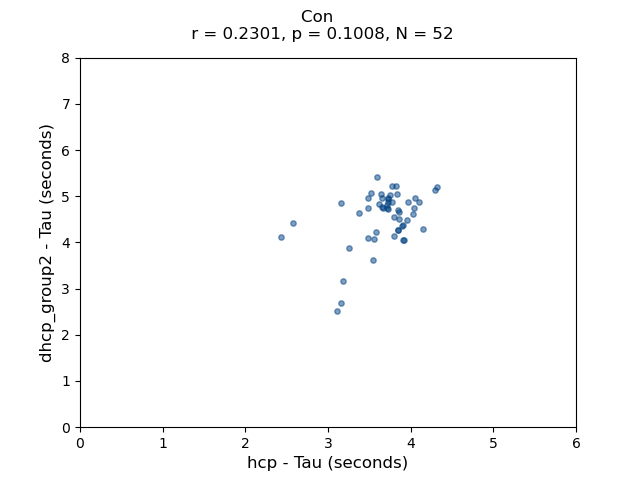 Con
r = 0.2301, p = 0.1008, N = 52
8
7
6
5
4
3
2
1
0
dhcp_group2 - Tau (seconds)
0 1 2 3 4 5 6
hcp - Tau (seconds)